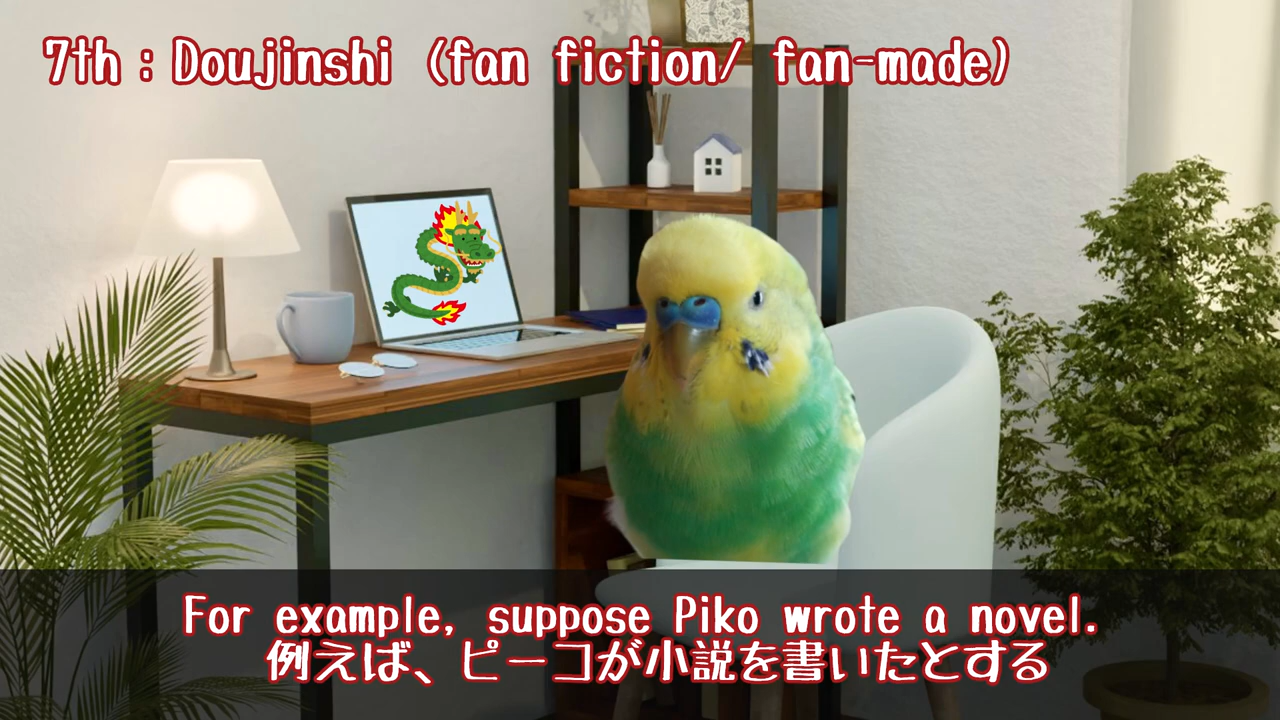 7th：Doujinshi (fan fiction/ fan-made)
For example, suppose Piko wrote a novel.
例えば、ピーコが小説を書いたとする